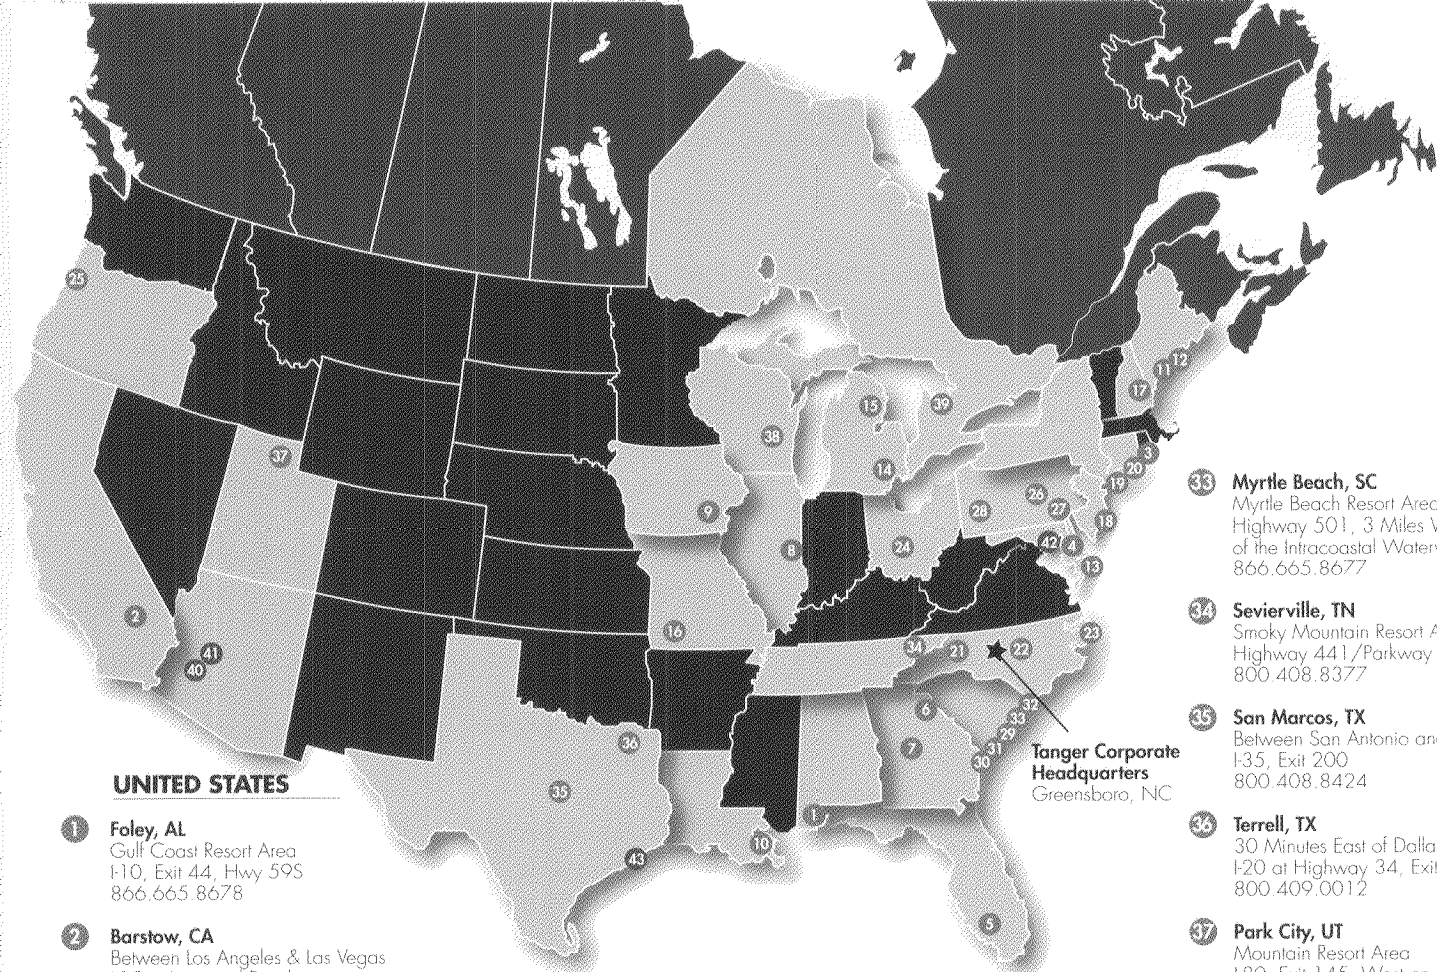 25
37
38
15
39
14
9
8
24
28
26
27
42
4
13
18
19
20
3
17
11
12
2
41
40
16
34
21
22
23
6
7
32
33
29
31
30
36
35
43
10
1
5
Tanger Corporate
Headquarters
Greensboro, NC
UNITED STATES
1 Foley, AL
Gulf Coast Resort Area
I-10, Exit 44, Hwy 59S
866.665.8678
2 Barstow, CA
Between Los Angeles & Las Vegas
33 Myrtle Beach, SC
Myrtle Beach Resort Area
Highway 501, 3 Miles
of the Intracoastal
866.665.8677
34 Sevierville, TN
Smoky Mountain Resort
Highway 441/Parkway
800.408.8377
35 San Marcos, TX
Between San Antonio
I-35, Exit 200
800.408.8424
36 Terrell, TX
30 Minutes East of
I-20 at Highway 34,
800.409.0012
37 Park City, UT
Mountain Resort Area